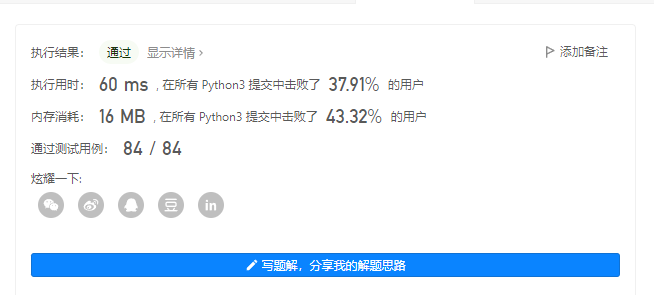 执行结果： 通过 显示详情 › 添加备注
执行用时： 60 ms , 在所有 Python3 提交中击败了 37.91% 的用户
内存消耗： 16 MB , 在所有 Python3 提交中击败了 43.32% 的用户
通过测试用例： 84 / 84
炫耀一下:
豆 in
写题解，分享我的解题思路